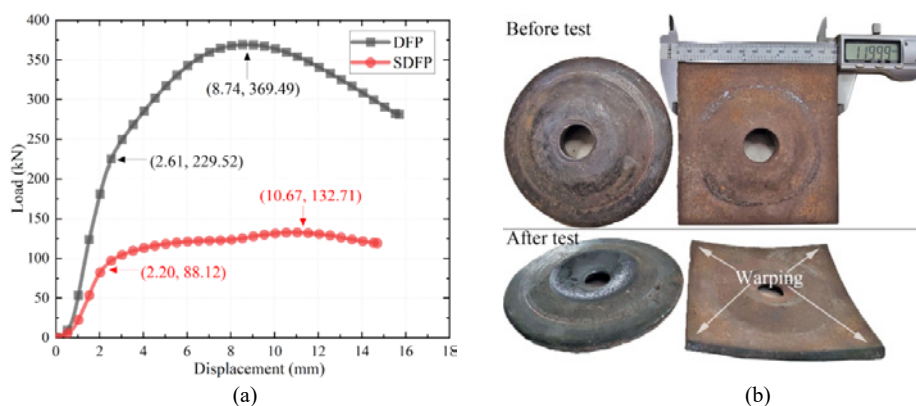 400
350
300
250
200
150
100
50
0
Load (kN)
DFP
SDFP
(8.74, 369.49)
(2.61, 229.52)
(10.67, 132.71)
(2.20, 88.12)
0 2 4 6 8 10 12 14 16 18
Displacement (mm)
(a)
Before test
119.99
After test
Warping
(b)